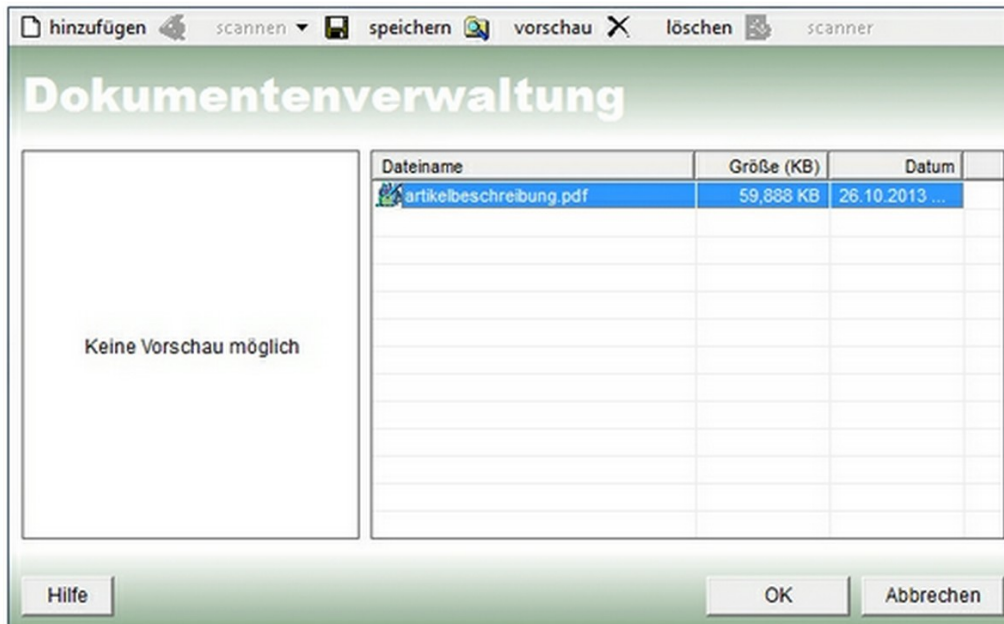 hinzufügen scannen speichern vorschau löschen scanner
Dokumentenverwaltung
Dateiname Größe (KB) Datum
artikelbeschreibung.pdf 59,888 KB 26.10.2013 ...
Keine Vorschau möglich
Hilfe OK Abbrechen